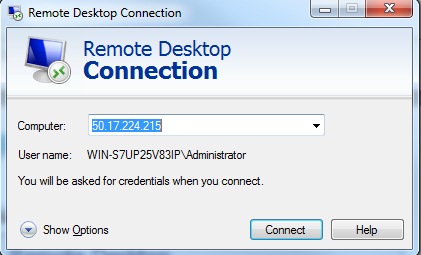 Remote Desktop Connection
Remote Desktop
Connection
Computer:
50.17.224.215
User name:
WIN-S7UP25V83IP\Administrator
You will be asked for credentials when you connect.
Show Options
Connect
Help